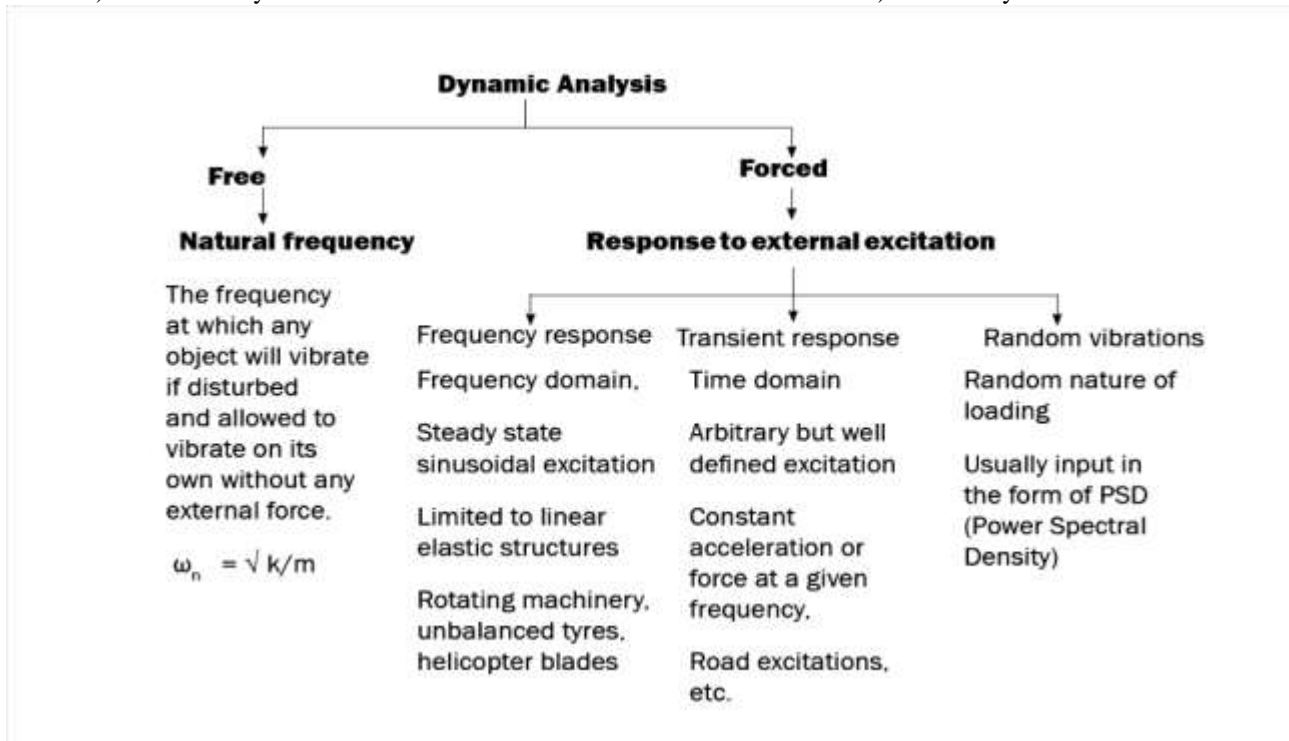 Dynamic Analysis
Free
Forced
Natural frequency
Response to external excitation
The frequency
at which any
object will vibrate
if disturbed
and allowed to
vibrate on its
own without any
external force.
ωn = √ k/m
Frequency response
Frequency domain,
Steady state
sinusoidal excitation
Limited to linear
elastic structures
Rotating machinery,
unbalanced tyres,
helicopter blades
Transient response
Time domain
Arbitrary but well
defined excitation
Constant
acceleration or
force at a given
frequency,
Road excitations,
etc.
Random vibrations
Random nature of
loading
Usually input in
the form of PSD
(Power Spectral
Density)